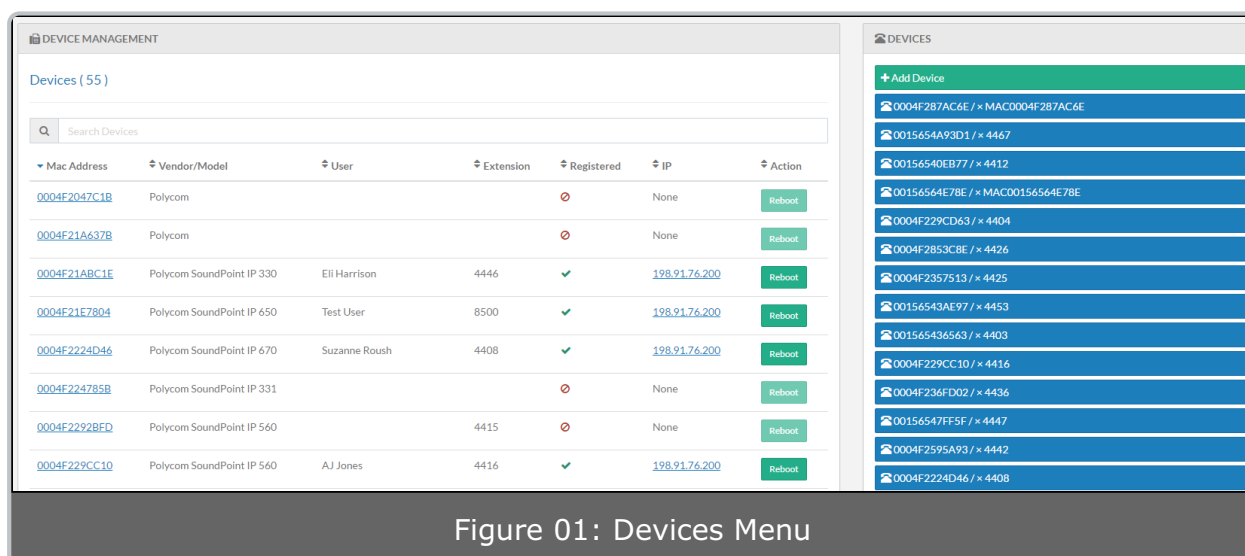 DEVICE MANAGEMENT
Devices ( 55 )
Search Devices
Mac Address Vendor/Model User Extension Registered IP Action
0004F2047C1B Polycom None Reboot
0004F21A637B Polycom None Reboot
0004F21ABC1E Polycom SoundPoint IP 330 Eli Harrison 4446 198.91.76.200 Reboot
0004F21E7804 Polycom SoundPoint IP 650 Test User 8500 198.91.76.200 Reboot
0004F2224D46 Polycom SoundPoint IP 670 Suzanne Roush 4408 198.91.76.200 Reboot
0004F224785B Polycom SoundPoint IP 331 None Reboot
0004F2292BFD Polycom SoundPoint IP 560 4415 None Reboot
0004F229CC10 Polycom SoundPoint IP 560 AJ Jones 4416 198.91.76.200 Reboot
DEVICES
+ Add Device
0004F287AC6E / × MAC0004F287AC6E
0015654A93D1 / × 4467
00156540EB77 / × 4412
00156564E78E / × MAC00156564E78E
0004F229CD63 / × 4404
0004F2853C8E / × 4426
0004F2357513 / × 4425
00156543AE97 / × 4453
001565436563 / × 4403
0004F229CC10 / × 4416
0004F236FD02 / × 4436
00156547FF5F / × 4447
0004F2595A93 / × 4442
0004F2224D46 / × 4408
Figure 01: Devices Menu